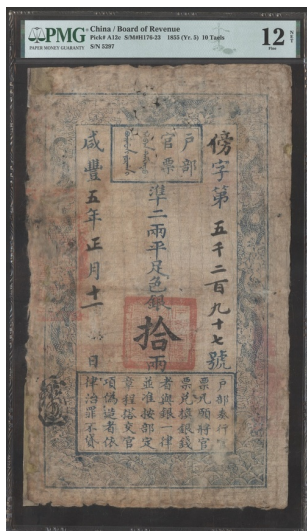 PMG
PAPER MONEY GUARANTY
China / Board of Revenue
Pick# A12c S/M#H176-23 1855 (Yr. 5) 10 Taels
S/N 5297
12
NET
Fine
戶部
官票
傍字第五千二百九十七號
準二兩平足色銀拾兩
咸豐五年正月十一日
戶部奏行
票凡願將官
票兌換銀錢
者與銀一律
並准按部定
章程搭交官
項偽造者依
律治罪不貸